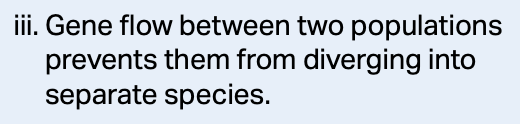 iii. Gene flow between two populations
prevents them from diverging into
separate species.